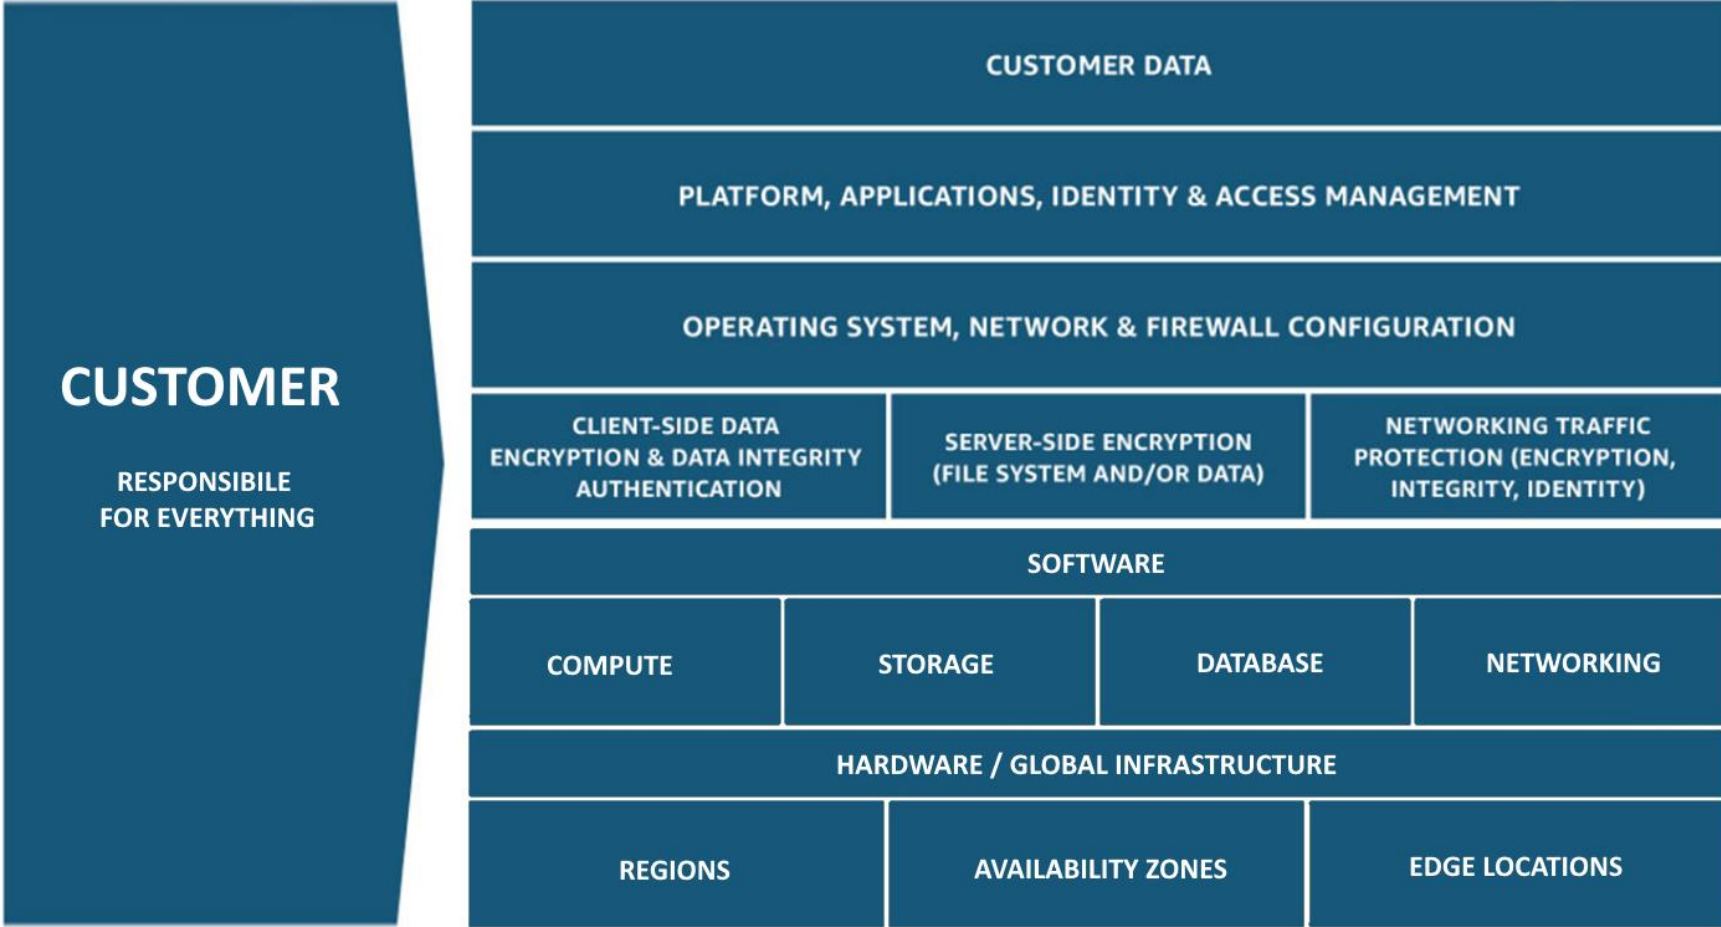 CUSTOMER
RESPONSIBILE
FOR EVERYTHING
CUSTOMER DATA
PLATFORM, APPLICATIONS, IDENTITY & ACCESS MANAGEMENT
OPERATING SYSTEM, NETWORK & FIREWALL CONFIGURATION
CLIENT-SIDE DATA
ENCRYPTION & DATA INTEGRITY
AUTHENTICATION
SERVER-SIDE ENCRYPTION
(FILE SYSTEM AND/OR DATA)
NETWORKING TRAFFIC
PROTECTION (ENCRYPTION,
INTEGRITY, IDENTITY)
SOFTWARE
COMPUTE
STORAGE
DATABASE
NETWORKING
HARDWARE / GLOBAL INFRASTRUCTURE
REGIONS
AVAILABILITY ZONES
EDGE LOCATIONS